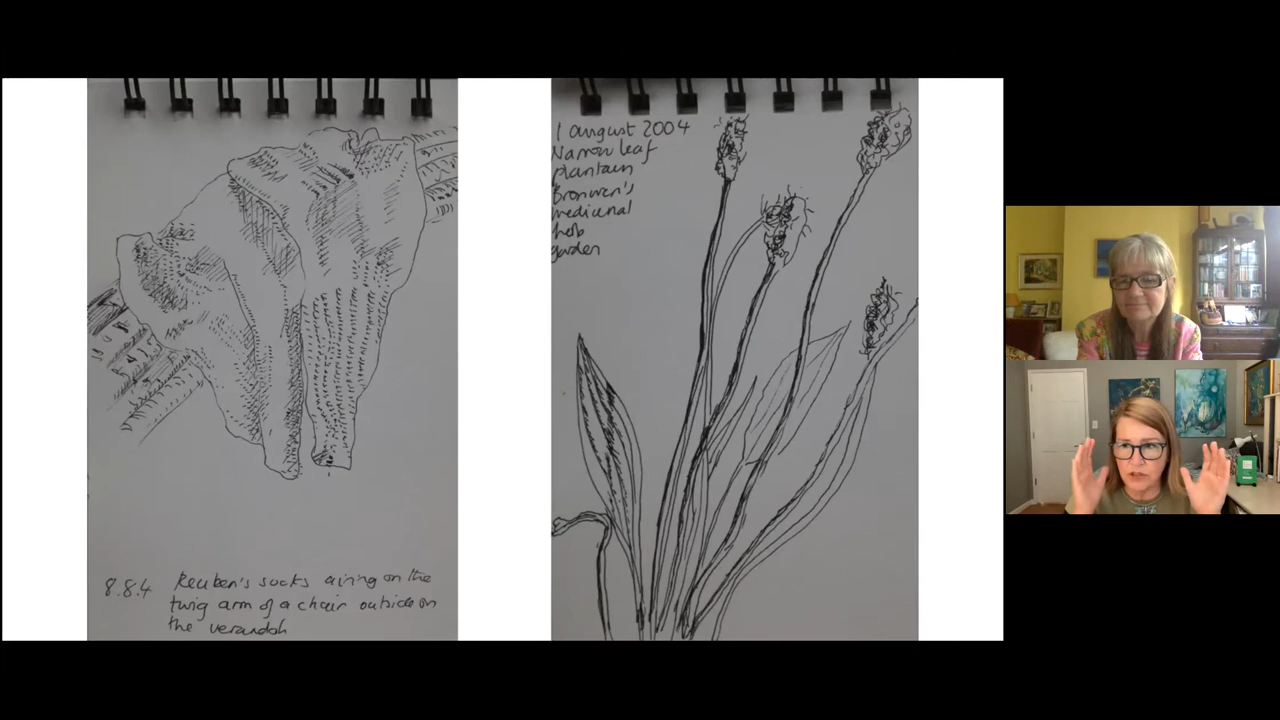 8.8.4 Reuben's socks airing on the
twig arm of a chair outside on
the verandah
1 august 2004
Narrow leaf
plantain
Bronwen's
medicinal
herb
garden